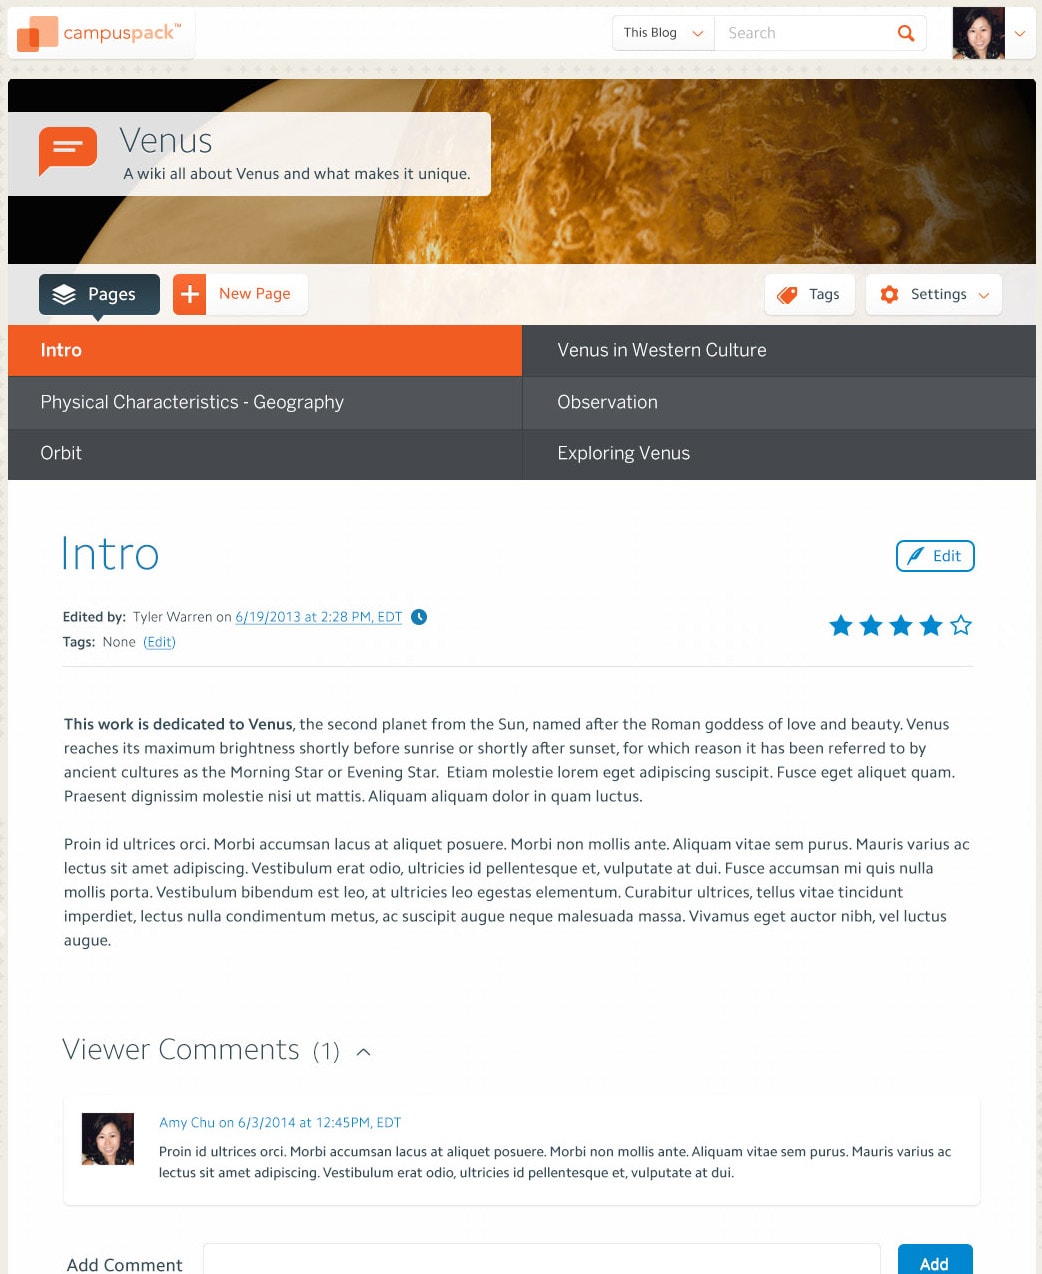 campuspack™
This Blog
Search
Venus
A wiki all about Venus and what makes it unique.
Pages
New Page
Tags
Settings
Intro
Venus in Western Culture
Physical Characteristics - Geography
Observation
Orbit
Exploring Venus
Intro
Edit
Edited by: Tyler Warren on 6/19/2013 at 2:28 PM, EDT
Tags: None (Edit)
This work is dedicated to Venus, the second planet from the Sun, named after the Roman goddess of love and beauty. Venus
reaches its maximum brightness shortly before sunrise or shortly after sunset, for which reason it has been referred to by
ancient cultures as the Morning Star or Evening Star. Etiam molestie lorem eget adipiscing suscipit. Fusce eget aliquet quam.
Praesent dignissim molestie nisi ut mattis. Aliquam aliquam dolor in quam luctus.
Proin id ultrices orci. Morbi accumsan lacus at aliquet posuere. Morbi non mollis ante. Aliquam vitae sem purus. Mauris varius ac
lectus sit amet adipiscing. Vestibulum erat odio, ultricies id pellentesque et, vulputate at dui. Fusce accumsan mi quis nulla
mollis porta. Vestibulum bibendum est leo, at ultricies leo egestas elementum. Curabitur ultrices, tellus vitae tincidunt
imperdiet, lectus nulla condimentum metus, ac suscipit augue neque malesuada massa. Vivamus eget auctor nibh, vel luctus
augue.
Viewer Comments (1)
Amy Chu on 6/3/2014 at 12:45PM, EDT
Proin id ultrices orci. Morbi accumsan lacus at aliquet posuere. Morbi non mollis ante. Aliquam vitae sem purus. Mauris varius ac
lectus sit amet adipiscing. Vestibulum erat odio, ultricies id pellentesque et, vulputate at dui.
Add Comment
Add